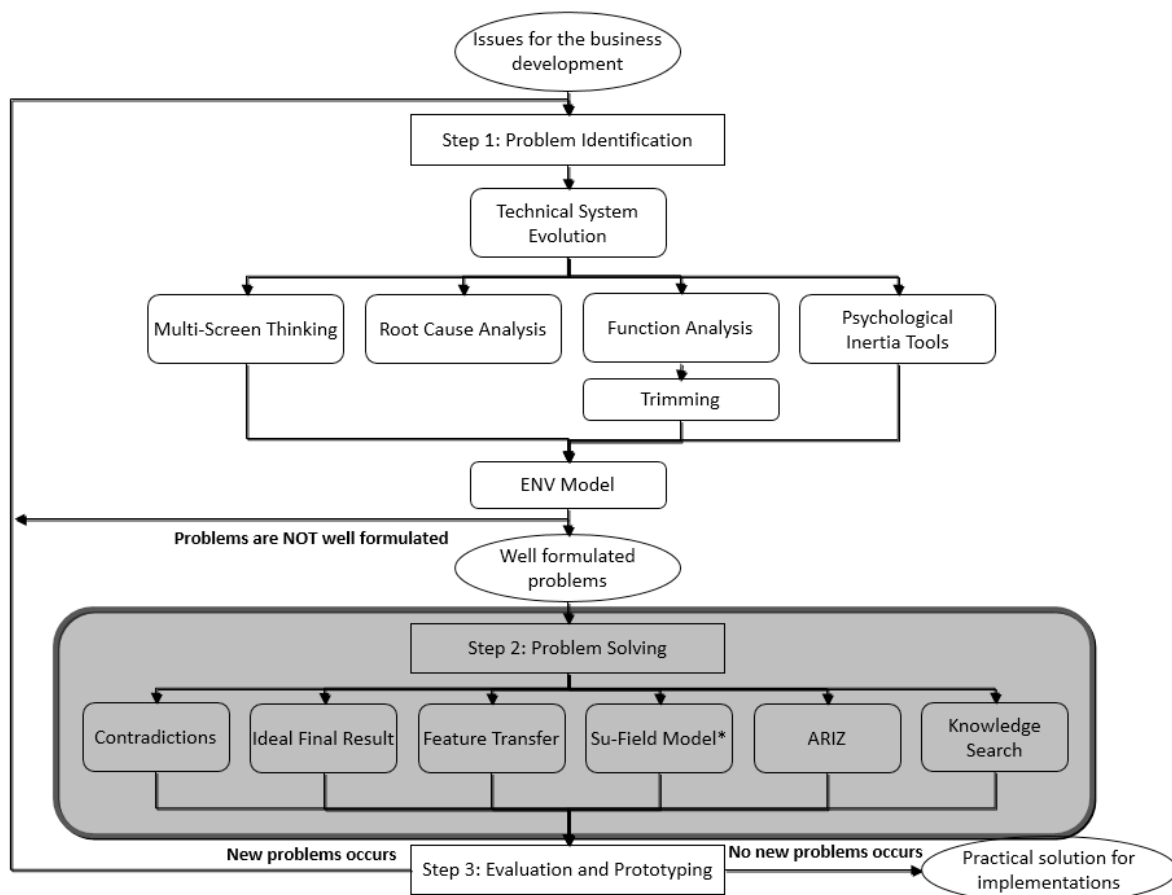 Issues for the business
development
Step 1: Problem Identification
Technical System
Evolution
Multi-Screen Thinking
Root Cause Analysis
Function Analysis
Psychological
Inertia Tools
Trimming
ENV Model
Problems are NOT well formulated
Well formulated
problems
Step 2: Problem Solving
Contradictions
Ideal Final Result
Feature Transfer
Su-Field Model*
ARIZ
Knowledge
Search
New problems occurs
Step 3: Evaluation and Prototyping
No new problems occurs
Practical solution for
implementations